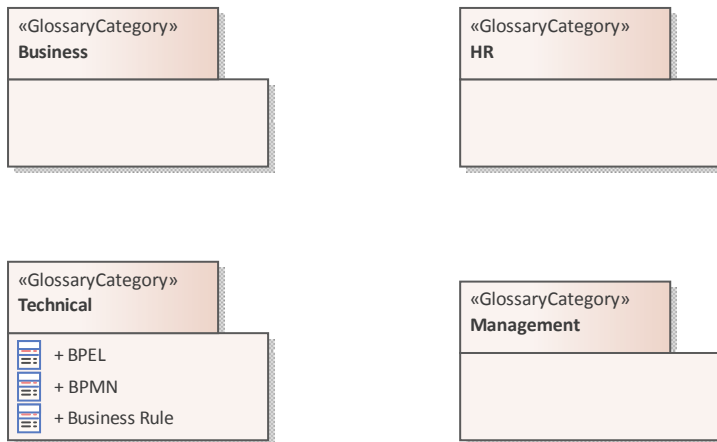 «GlossaryCategory»
Business
«GlossaryCategory»
HR
«GlossaryCategory»
Technical
+ BPEL
+ BPMN
+ Business Rule
«GlossaryCategory»
Management